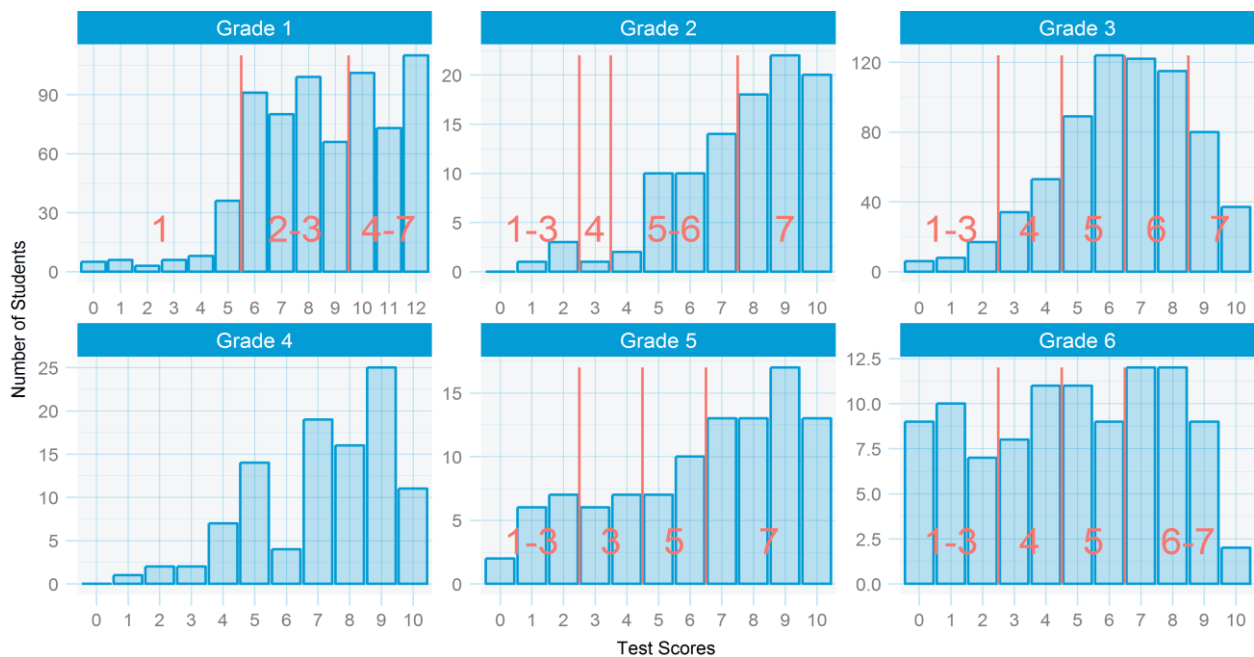 Grade 1 Grade 2 Grade 3
90
60
30
0
1 2-3 4-7
0 1 2 3 4 5 6 7 8 9 10 11 12
20
15
10
5
0
1-3 4 5-6 7
0 1 2 3 4 5 6 7 8 9 10
120
80
40
0
1-3 4 5 6 7
0 1 2 3 4 5 6 7 8 9 10
Number of Students
Grade 4 Grade 5 Grade 6
25
20
15
10
5
0
0 1 2 3 4 5 6 7 8 9 10
15
10
5
0
1-3 3 5 7
0 1 2 3 4 5 6 7 8 9 10
12.5
10.0
7.5
5.0
2.5
0.0
1-3 4 5 6-7
0 1 2 3 4 5 6 7 8 9 10
Test Scores